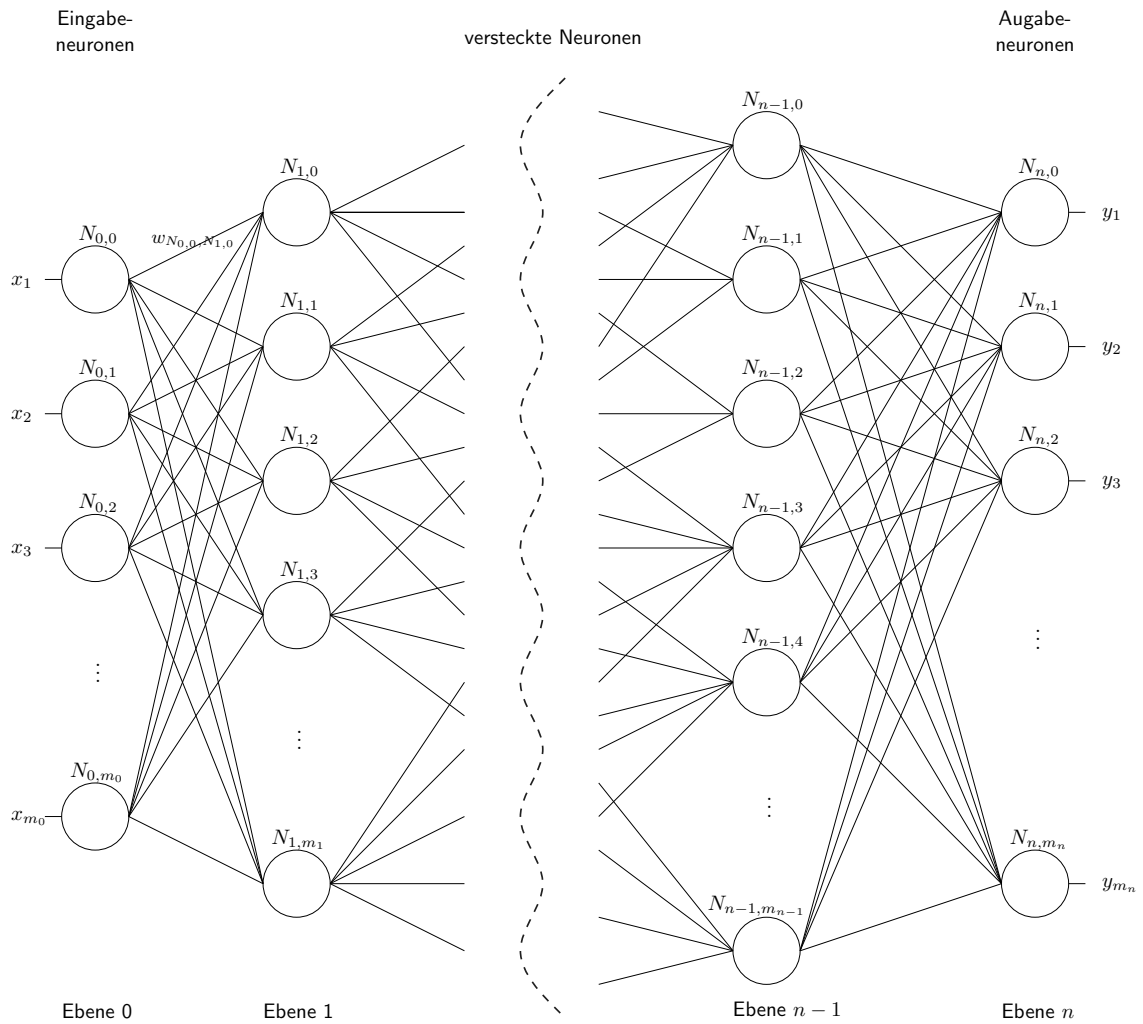 Eingabe-
neuronen
versteckte Neuronen
Augabe-
neuronen
N_{n−1,0}
N_{1,0}
N_{n,0}
y_1
N_{0,0}
w_{N_{0,0},N_{1,0}}
N_{n−1,1}
x_1
N_{1,1}
N_{n,1}
y_2
N_{0,1}
N_{n−1,2}
x_2
N_{1,2}
N_{n,2}
y_3
N_{0,2}
N_{n−1,3}
x_3
N_{1,3}
N_{n−1,4}
⋮
⋮
⋮
⋮
N_{0,m_0}
x_{m_0}
N_{1,m_1}
N_{n,m_n}
y_{m_n}
N_{n−1,m_{n−1}}
Ebene 0
Ebene 1
Ebene n − 1
Ebene n